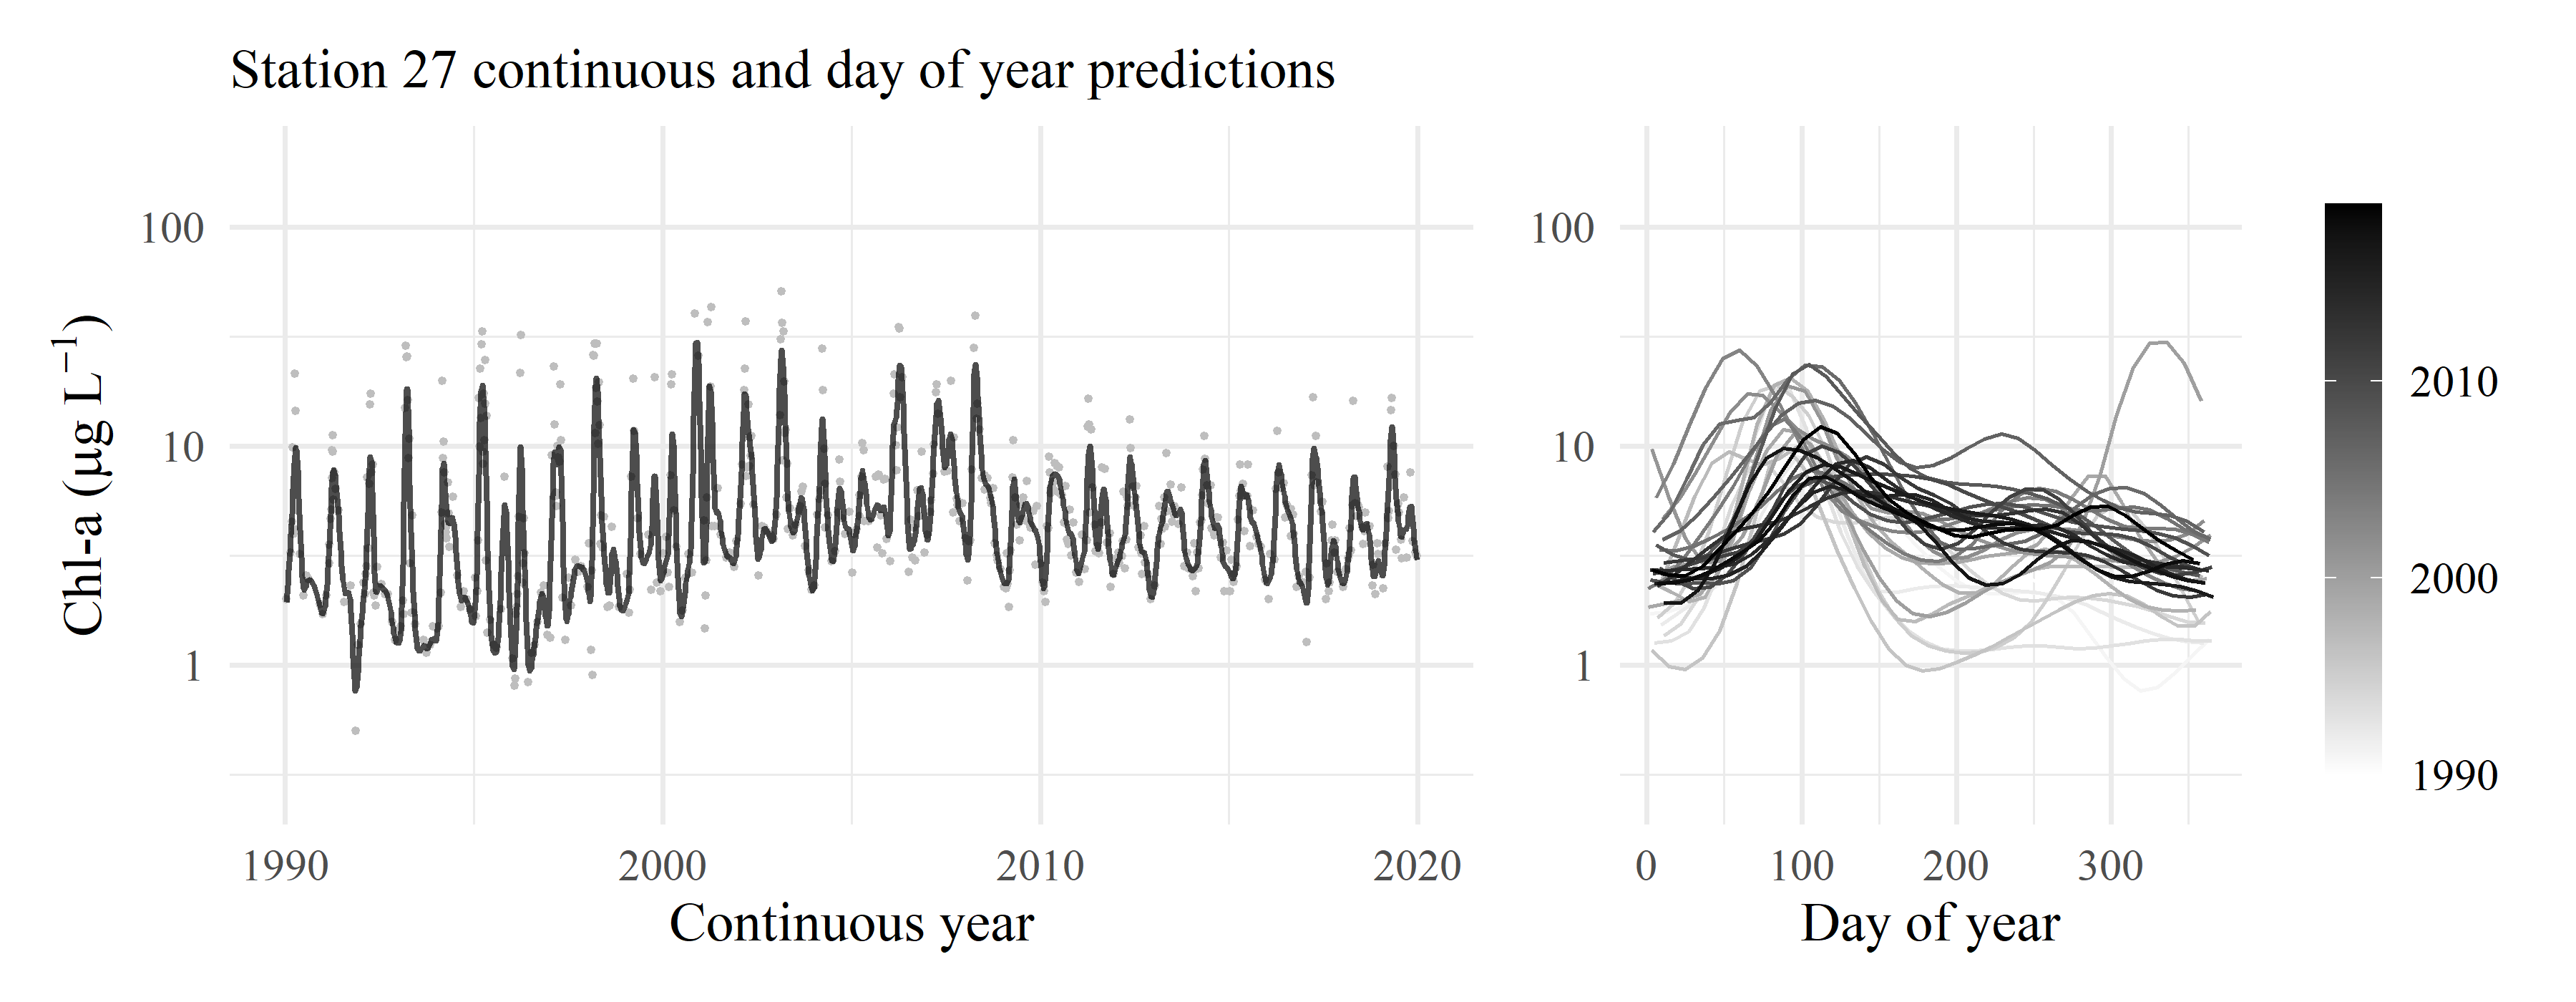 Station 27 continuous and day of year predictions
Chl-a (µg L⁻¹)
100
10
1
1990 2000 2010 2020
Continuous year
100
10
1
0 100 200 300
Day of year
2010
2000
1990